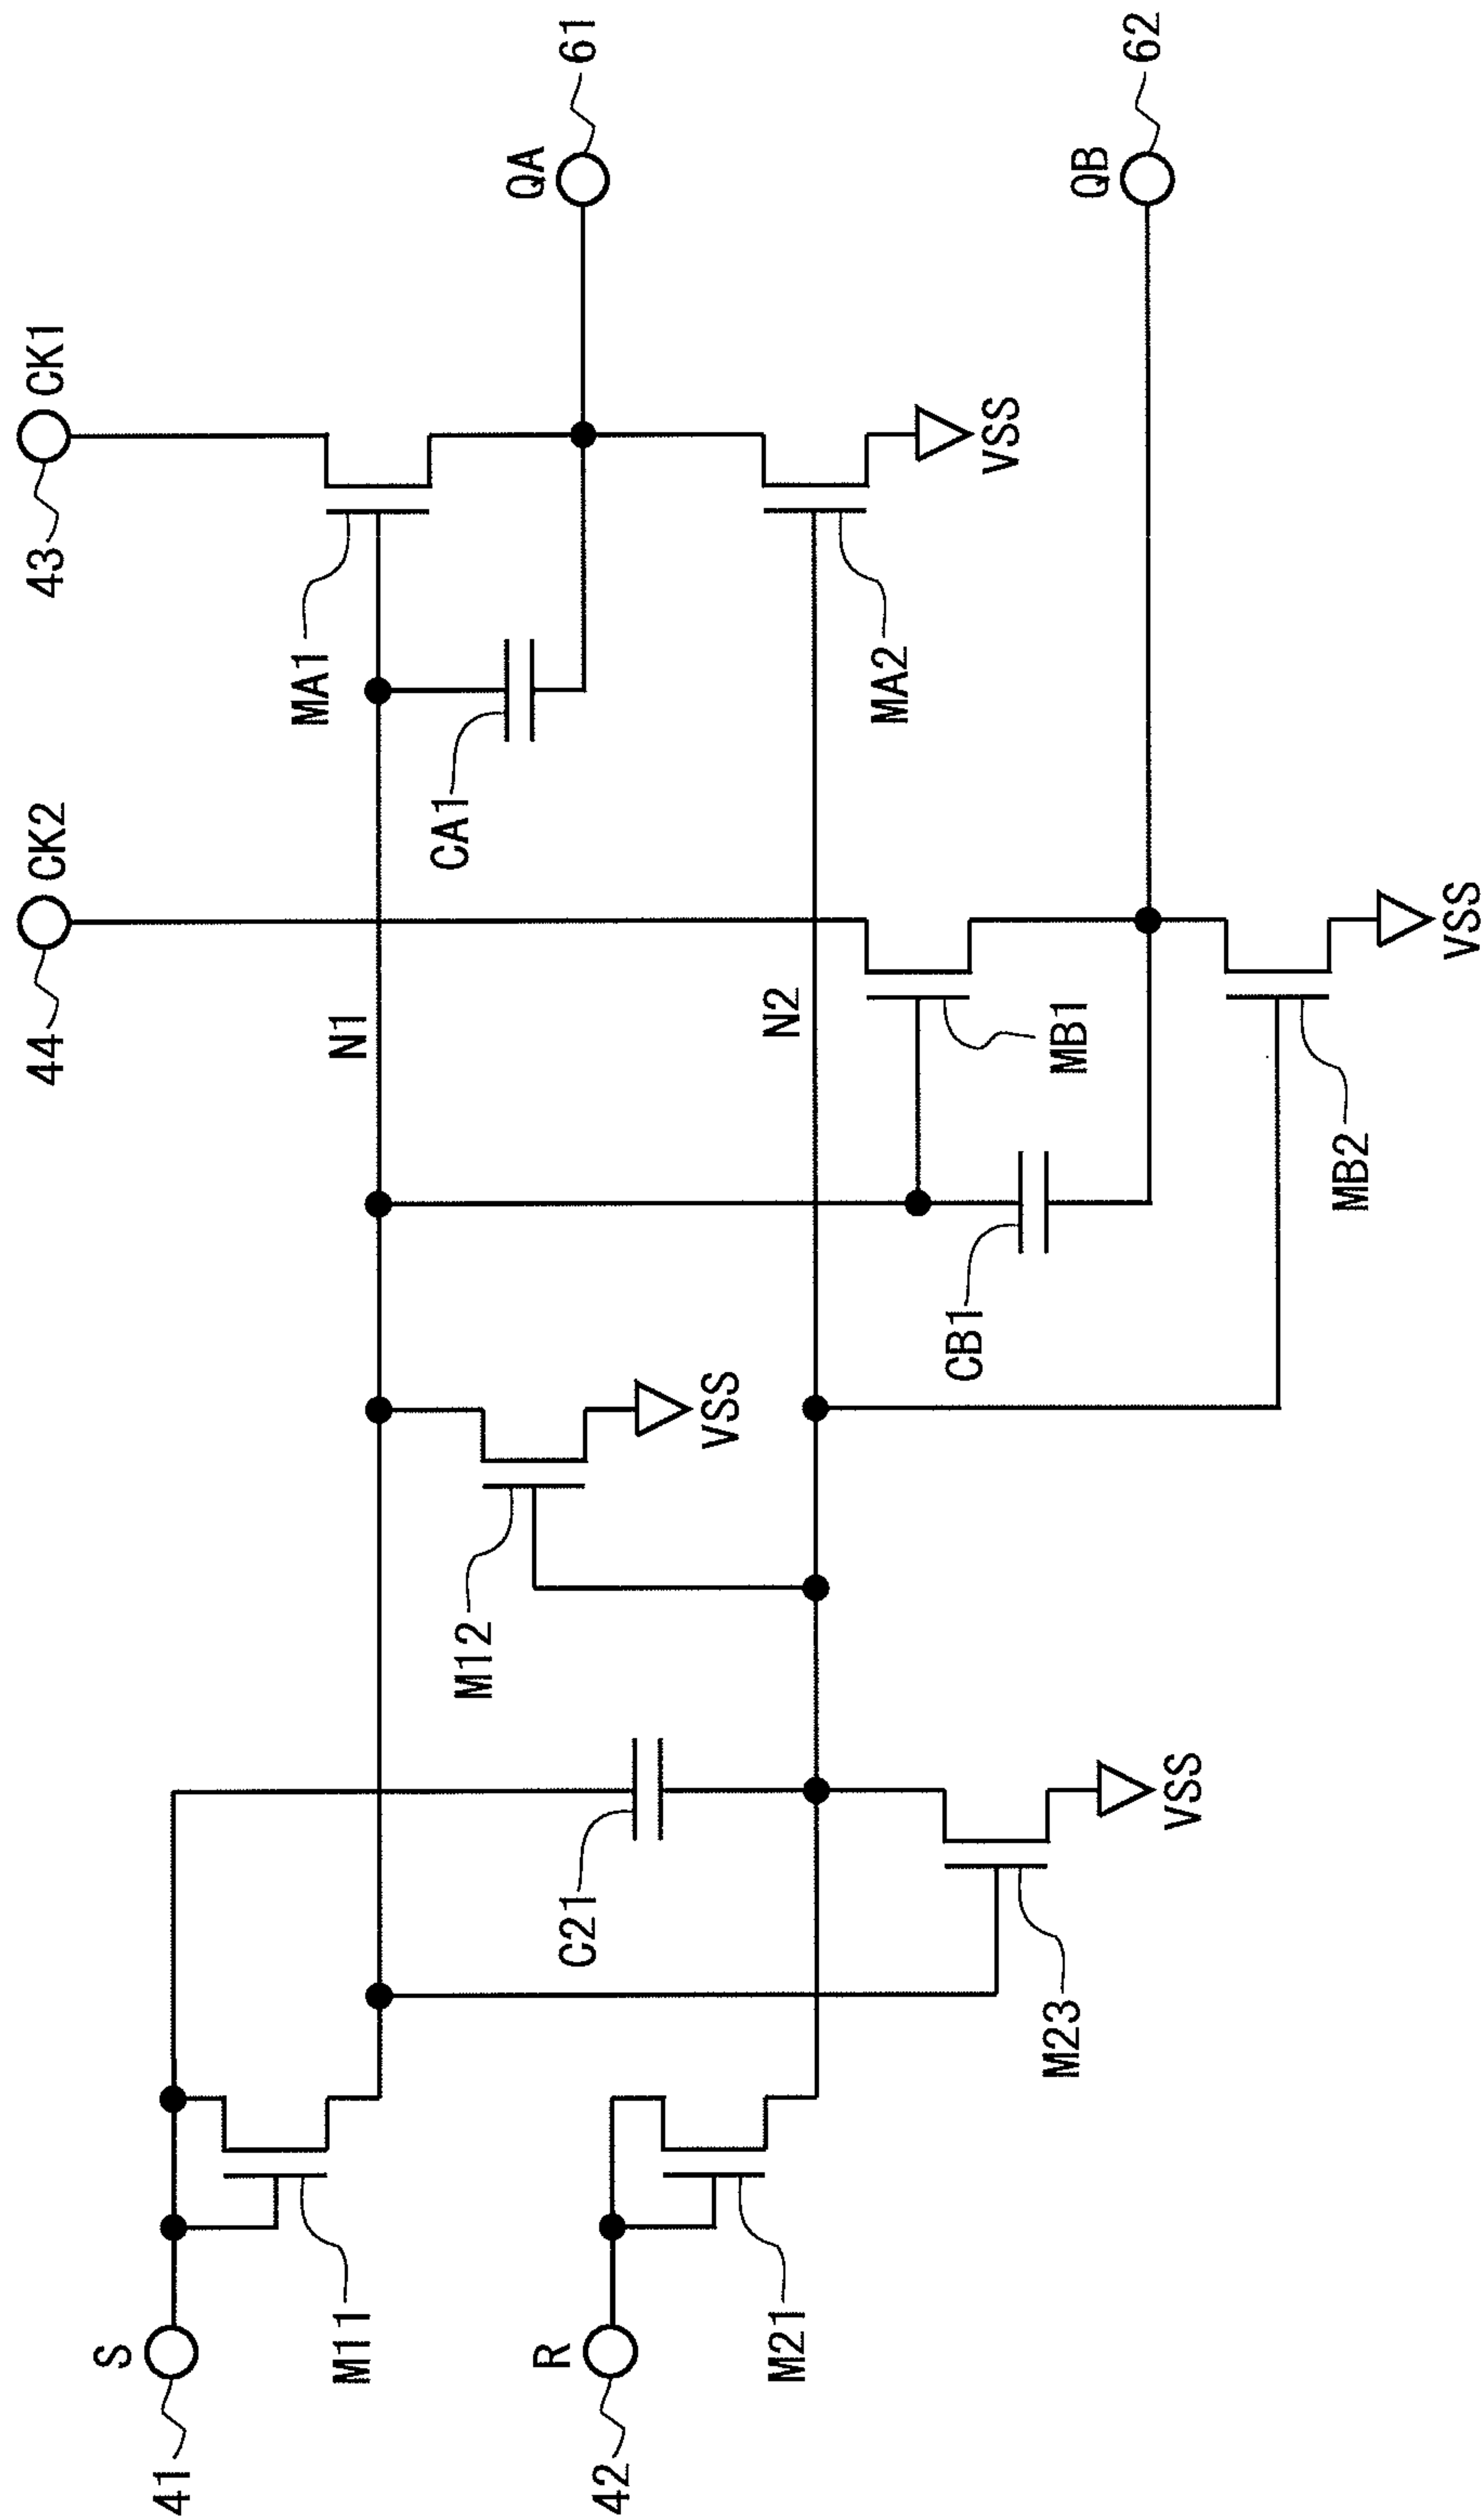 44
CK2
43
CK1
41
S
M11
N1
MA1
CA1
M12
QA
61
C21
VSS
42
R
M21
N2
MA2
VSS
CB1
MB1
M23
VSS
QB
62
MB2
VSS